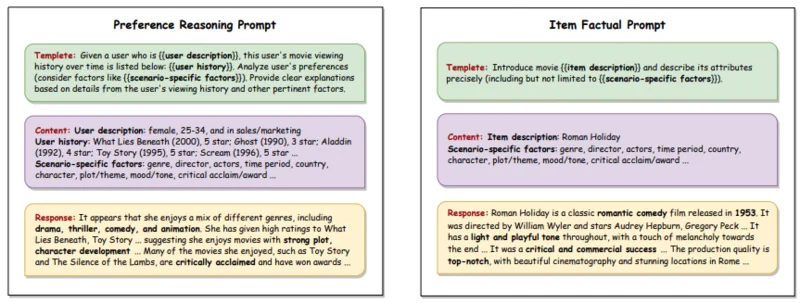 Preference Reasoning Prompt
Templete: Given a user who is {{user description}}, this user's movie viewing
history over time is listed below: {{user history}}. Analyze user's preferences
(consider factors like {{scenario-specific factors}}). Provide clear explanations
based on details from the user's viewing history and other pertinent factors.
Content: User description: female, 25-34, and in sales/marketing
User history: What Lies Beneath (2000), 5 star; Ghost (1990), 3 star; Aladdin
(1992), 4 star; Toy Story (1995), 5 star; Scream (1996), 5 star ...
Scenario-specific factors: genre, director, actors, time period, country,
character, plot/theme, mood/tone, critical acclaim/award ...
Response: It appears that she enjoys a mix of different genres, including
drama, thriller, comedy, and animation. She has given high ratings to What
Lies Beneath, Toy Story ... suggesting she enjoys movies with strong plot,
character development ... Many of the movies she enjoyed, such as Toy Story
and The Silence of the Lambs, are critically acclaimed and have won awards ...
Item Factual Prompt
Templete: Introduce movie {{item description}} and describe its attributes
precisely (including but not limited to {{scenario-specific factors}}).
Content: Item description: Roman Holiday
Scenario-specific factors: genre, director, actors, time period, country,
character, plot/theme, mood/tone, critical acclaim/award ...
Response: Roman Holiday is a classic romantic comedy film released in 1953. It
was directed by William Wyler and stars Audrey Hepburn, Gregory Peck ... It
has a light and playful tone throughout, with a touch of melancholy towards
the end ... It was a critical and commercial success ... The production quality is
top-notch, with beautiful cinematography and stunning locations in Rome ...